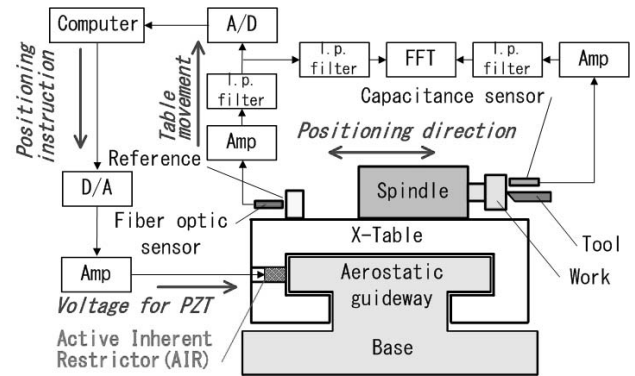 Computer
A/D
l.p.
filter
FFT
l.p.
filter
Amp
Positioning
instruction
Table
movement
l.p.
filter
Capacitance sensor
Amp
Positioning direction
Reference
D/A
Spindle
Fiber optic
sensor
X-Table
Tool
Work
Amp
Aerostatic
guideway
Voltage for PZT
Active Inherent
Restrictor(AIR)
Base